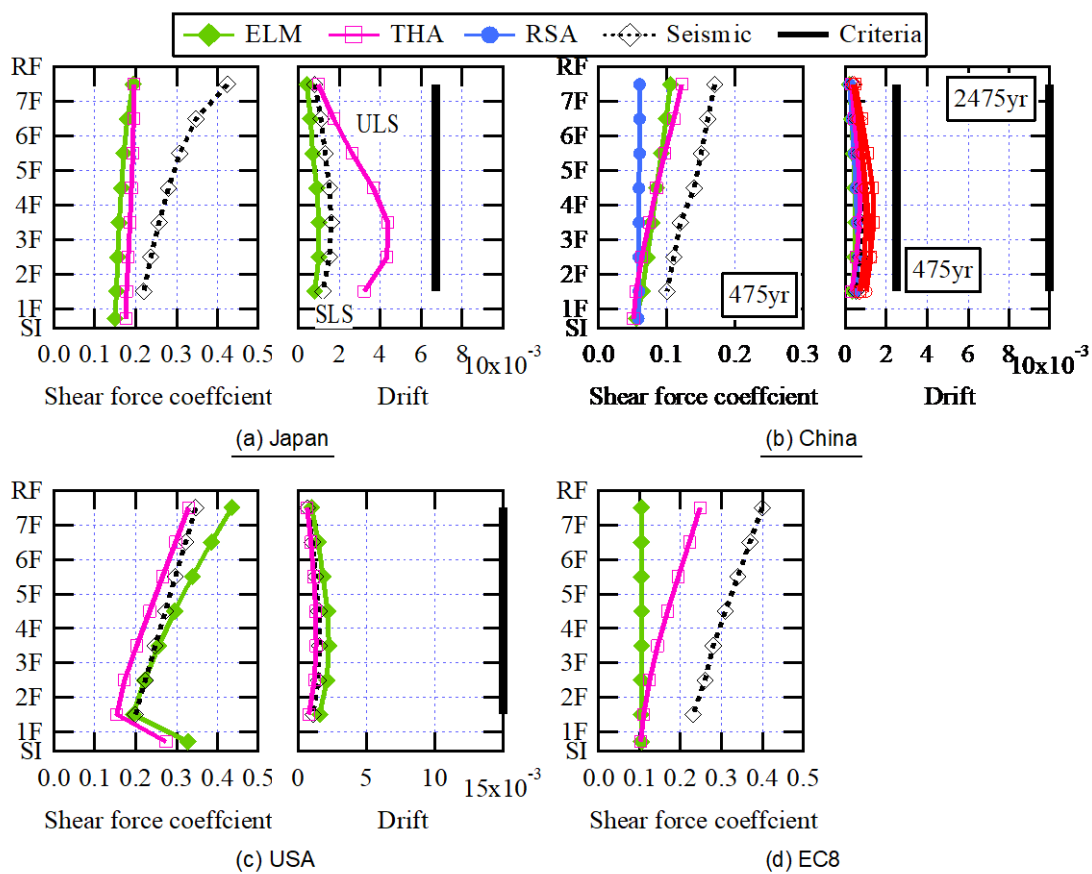 ELM THA RSA Seismic Criteria
RF
7F
6F
5F
4F
3F
2F
1F
SI
0.0 0.1 0.2 0.3 0.4 0.5
Shear force coeffcient
ULS
SLS
0 2 4 6 8 10x10⁻³
Drift
(a) Japan
RF
7F
6F
5F
4F
3F
2F
1F
SI
475yr
0.0 0.1 0.2 0.3
Shear force coeffcient
2475yr
475yr
0 2 4 6 8 10x10⁻³
Drift
(b) China
RF
7F
6F
5F
4F
3F
2F
1F
SI
0.0 0.1 0.2 0.3 0.4 0.5
Shear force coeffcient
0 5 10 15x10⁻³
Drift
(c) USA
RF
7F
6F
5F
4F
3F
2F
1F
SI
0.0 0.1 0.2 0.3 0.4 0.5
Shear force coeffcient
(d) EC8